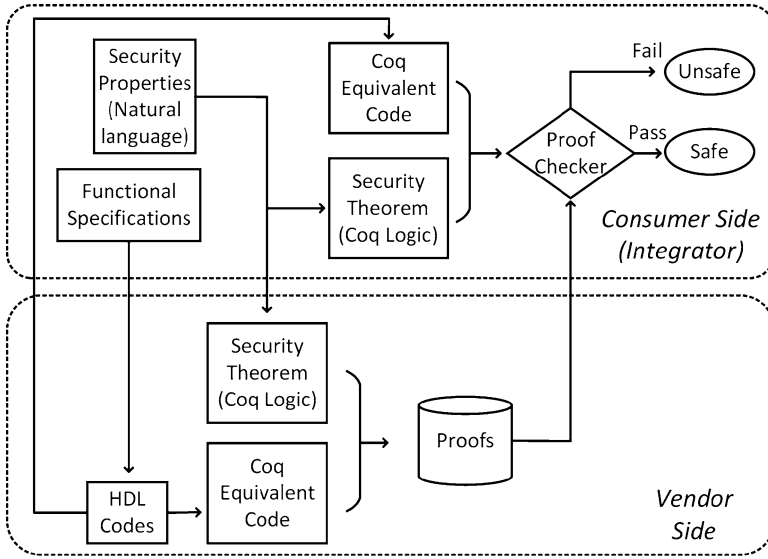 Security
Properties
(Natural
language)
Coq
Equivalent
Code
Fail
Unsafe
Proof
Checker
Pass
Safe
Functional
Specifications
Security
Theorem
(Coq Logic)
Consumer Side
(Integrator)
Security
Theorem
(Coq Logic)
Proofs
HDL
Codes
Coq
Equivalent
Code
Vendor
Side